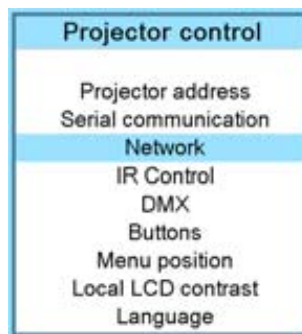 Projector control
Projector address
Serial communication
Network
IR Control
DMX
Buttons
Menu position
Local LCD contrast
Language